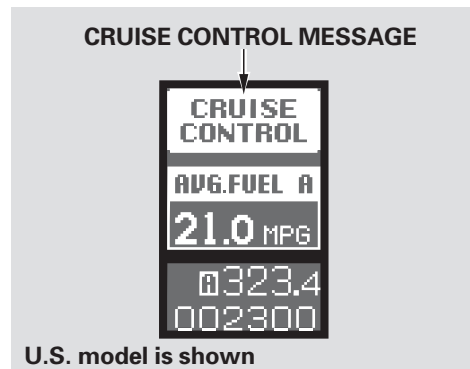 CRUISE CONTROL MESSAGE
CRUISE
CONTROL
AVG.FUEL A
21.0 MPG
A323.4
002300
U.S. model is shown